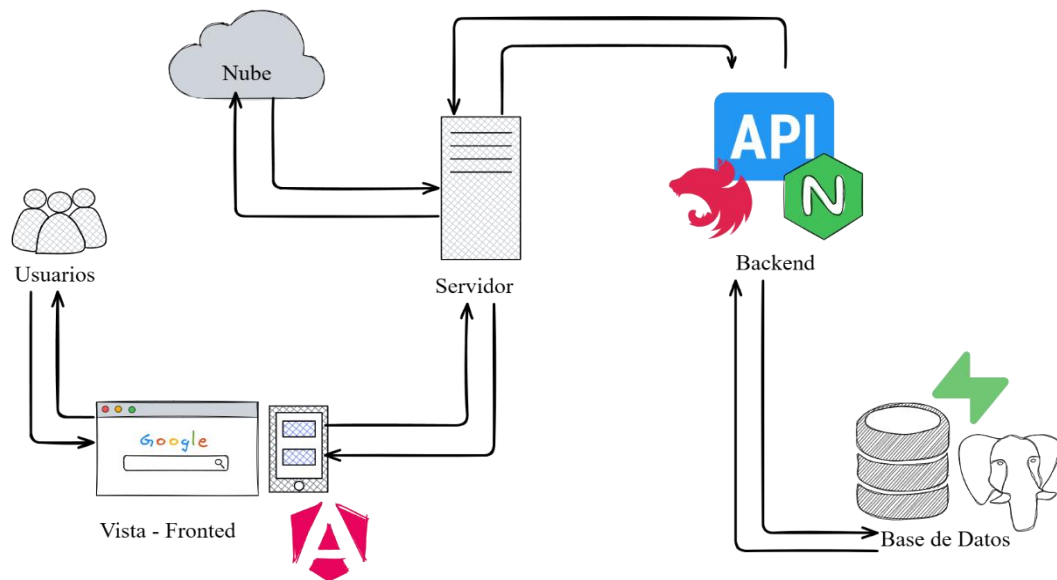 Nube
API
N
Usuarios
Servidor
Backend
Google
A
Vista - Fronted
Base de Datos